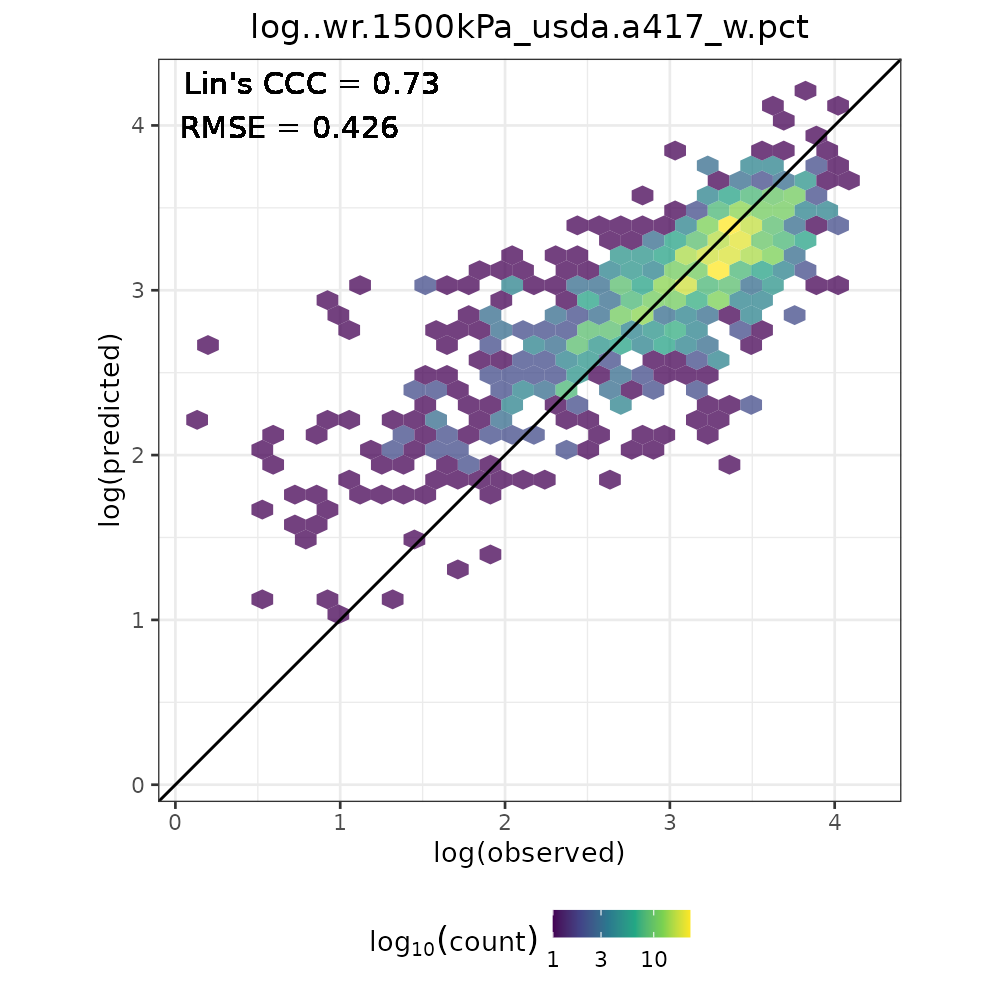 log..wr.1500kPa_usda.a417_w.pct
Lin's CCC = 0.73
RMSE = 0.426
log(predicted)
4
3
2
1
0
0 1 2 3 4
log(observed)
log₁₀(count)
1 3 10